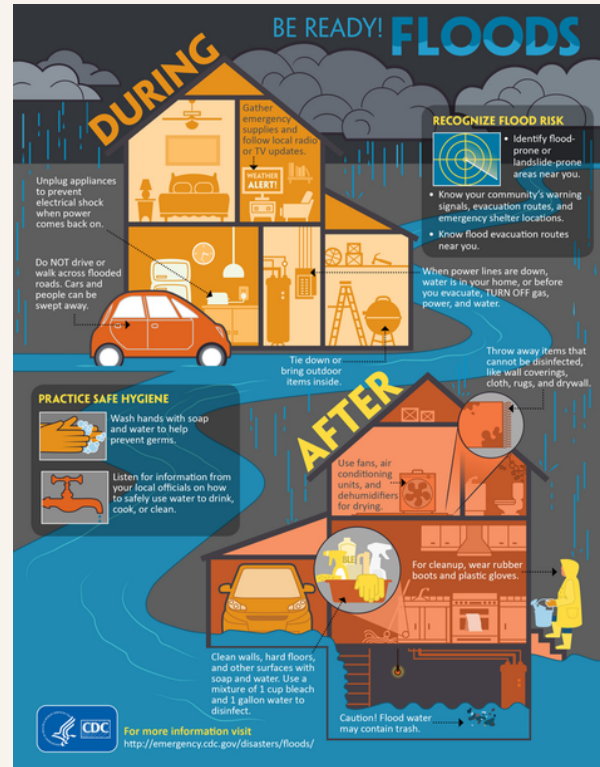 BE READY! FLOODS
DURING
Gather
emergency
supplies and
follow local radio
or TV updates.
WEATHER
ALERT!
RECOGNIZE FLOOD RISK
• Identify flood-
prone or
landslide-prone
areas near you.
• Know your community's warning
signals, evacuation routes, and
emergency shelter locations.
• Know flood evacuation routes
near you.
Unplug appliances
to prevent
electrical shock
when power
comes back on.
Do NOT drive or
walk across flooded
roads. Cars and
people can be
swept away.
When power lines are down,
water is in your home, or before
you evacuate, TURN OFF gas,
power, and water.
Tie down or
bring outdoor
items inside.
Throw away items that
cannot be disinfected,
like wall coverings,
cloth, rugs, and drywall.
PRACTICE SAFE HYGIENE
Wash hands with soap
and water to help
prevent germs.
Listen for information from
your local officials on how
to safely use water to drink,
cook, or clean.
AFTER
Use fans, air
conditioning
units, and
dehumidifiers
for drying.
BLE
For cleanup, wear rubber
boots and plastic gloves.
Clean walls, hard floors,
and other surfaces with
soap and water. Use a
mixture of 1 cup bleach
and 1 gallon water to
disinfect.
Caution! Flood water
may contain trash.
CDC
For more information visit
http://emergency.cdc.gov/disasters/floods/